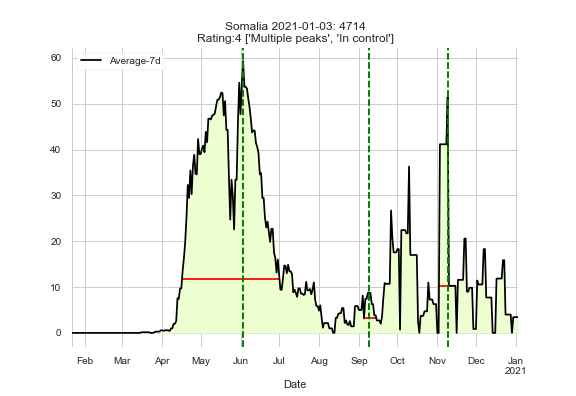 Somalia 2021-01-03: 4714
Rating:4 ['Multiple peaks', 'In control']
Average-7d
60
50
40
30
20
10
0
Feb Mar Apr May Jun Jul Aug Sep Oct Nov Dec Jan
2021
Date